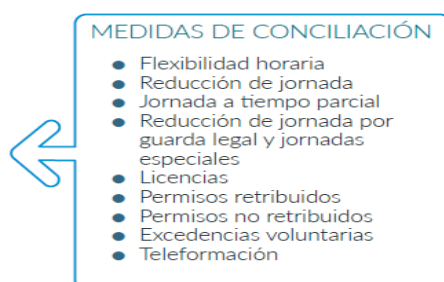 MEDIDAS DE CONCILIACIÓN
● Flexibilidad horaria
● Reducción de jornada
● Jornada a tiempo parcial
● Reducción de jornada por
guarda legal y jornadas
especiales
● Licencias
● Permisos retribuidos
● Permisos no retribuidos
● Excedencias voluntarias
● Teleformación